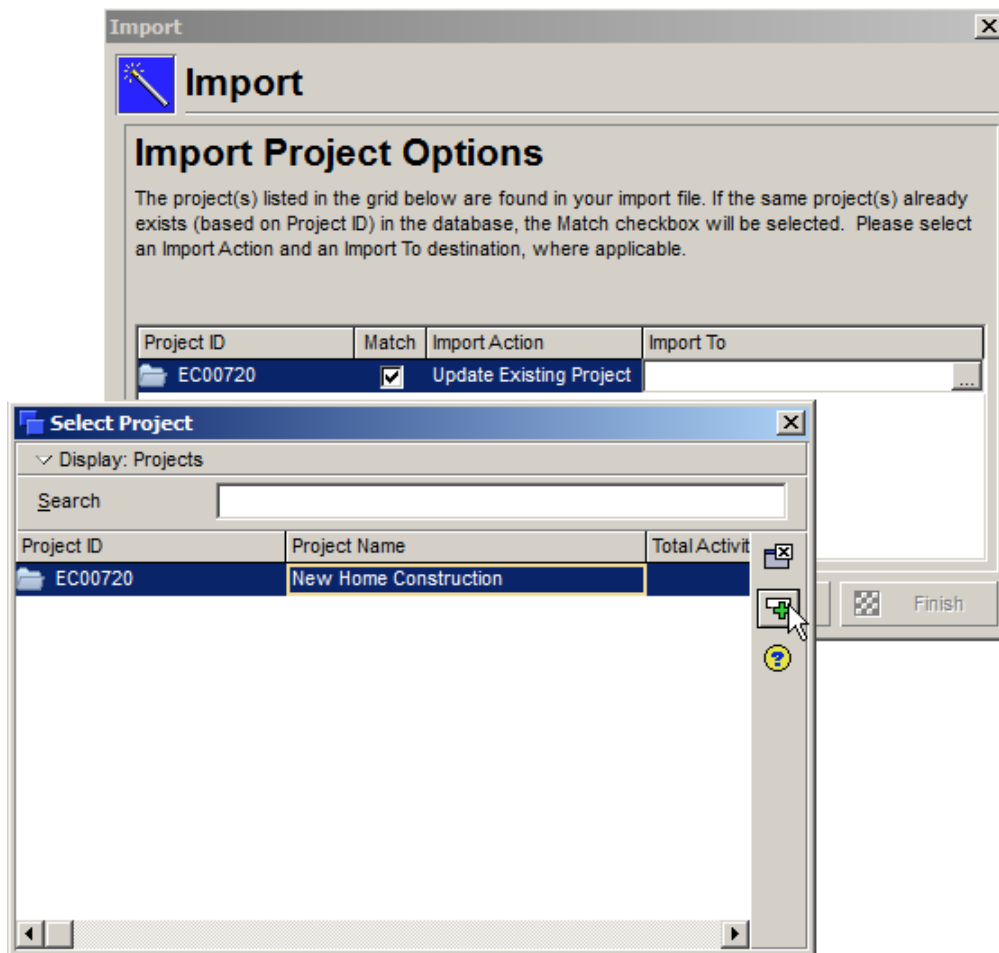 Import
Import
Import Project Options
The project(s) listed in the grid below are found in your import file. If the same project(s) already
exists (based on Project ID) in the database, the Match checkbox will be selected. Please select
an Import Action and an Import To destination, where applicable.
Project ID Match Import Action Import To
EC00720 Update Existing Project ...
Select Project
Display: Projects
Search
Project ID Project Name Total Activit
EC00720 New Home Construction
Finish